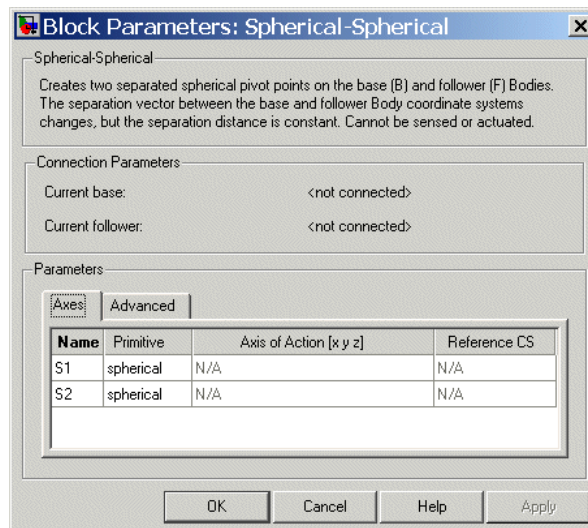 Block Parameters: Spherical-Spherical
Spherical-Spherical
Creates two separated spherical pivot points on the base (B) and follower (F) Bodies.
The separation vector between the base and follower Body coordinate systems
changes, but the separation distance is constant. Cannot be sensed or actuated.
Connection Parameters
Current base: <not connected>
Current follower: <not connected>
Parameters
Axes Advanced
Name Primitive Axis of Action [x y z] Reference CS
S1 spherical N/A N/A
S2 spherical N/A N/A
OK Cancel Help Apply